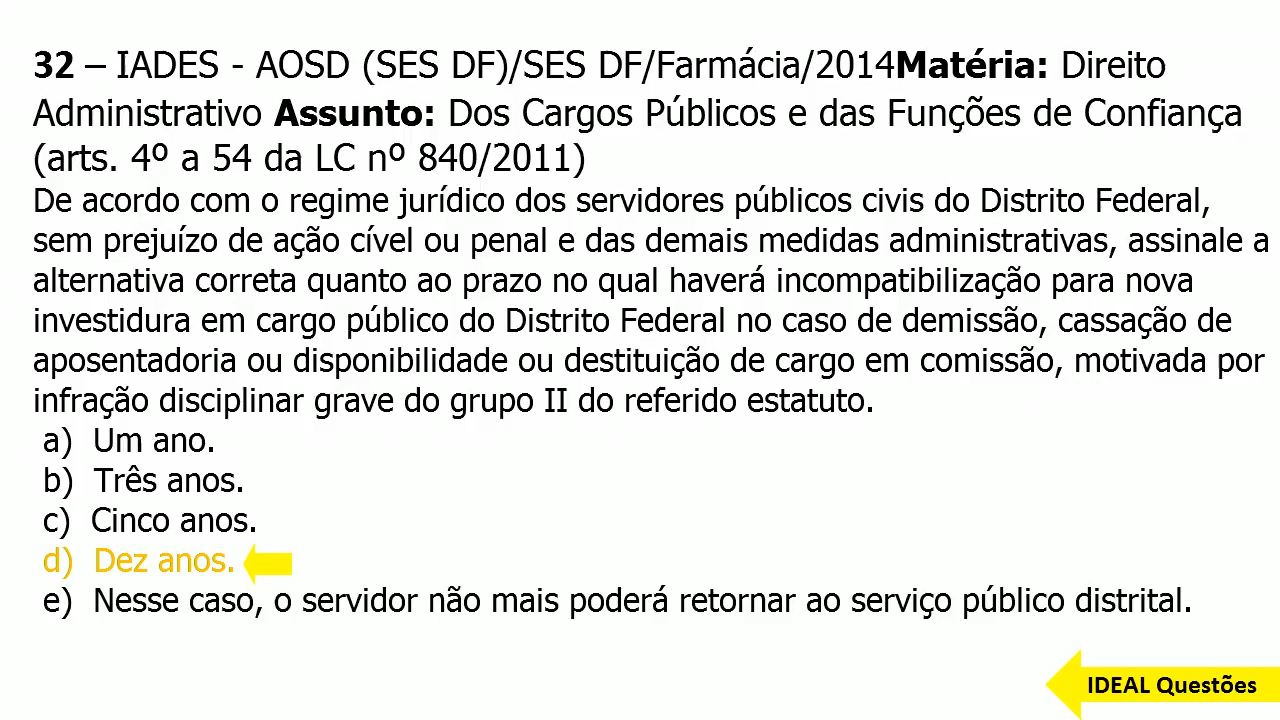 32 – IADES - AOSD (SES DF)/SES DF/Farmácia/2014Matéria: Direito
Administrativo Assunto: Dos Cargos Públicos e das Funções de Confiança
(arts. 4º a 54 da LC nº 840/2011)
De acordo com o regime jurídico dos servidores públicos civis do Distrito Federal,
sem prejuízo de ação cível ou penal e das demais medidas administrativas, assinale a
alternativa correta quanto ao prazo no qual haverá incompatibilização para nova
investidura em cargo público do Distrito Federal no caso de demissão, cassação de
aposentadoria ou disponibilidade ou destituição de cargo em comissão, motivada por
infração disciplinar grave do grupo II do referido estatuto.
a) Um ano.
b) Três anos.
c) Cinco anos.
d) Dez anos.
e) Nesse caso, o servidor não mais poderá retornar ao serviço público distrital.
IDEAL Questões